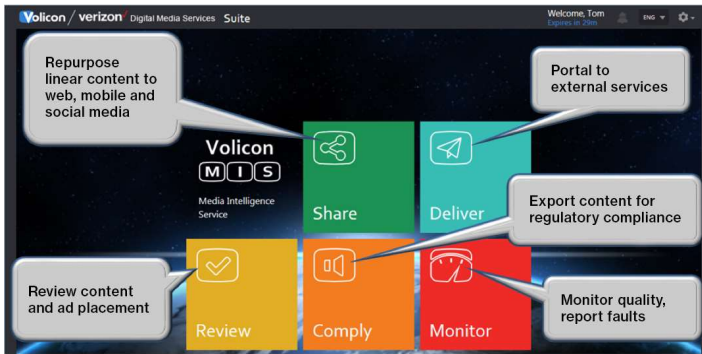 Volicon / verizon✓ Digital Media Services Suite
Welcome, Tom
Expires in 29m
ENG
Repurpose
linear content to
web, mobile and
social media
Portal to
external services
Volicon
MIS
Media Intelligence
Service
Share
Deliver
Export content for
regulatory compliance
Review content
and ad placement
Monitor quality,
report faults
Review
Comply
Monitor